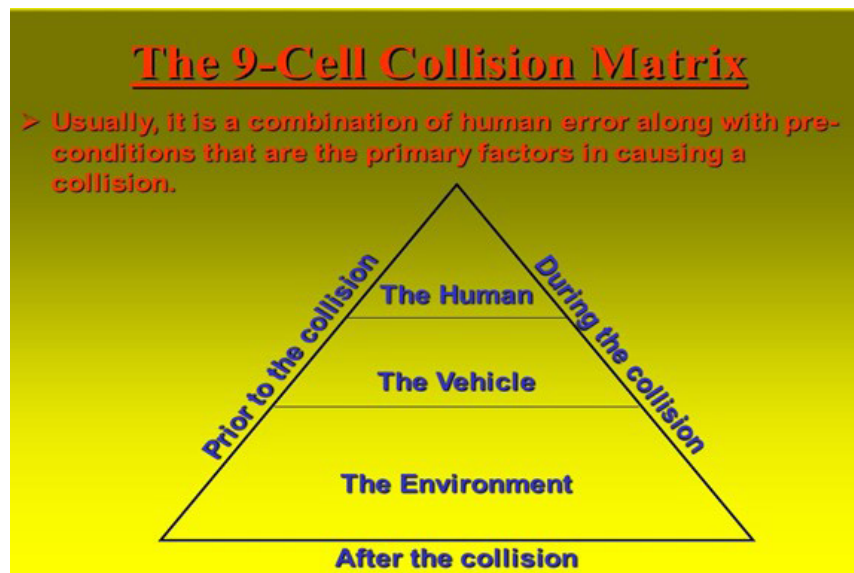 The 9-Cell Collision Matrix
➢ Usually, it is a combination of human error along with pre-
conditions that are the primary factors in causing a
collision.
Prior to the collision
During the collision
The Human
The Vehicle
The Environment
After the collision